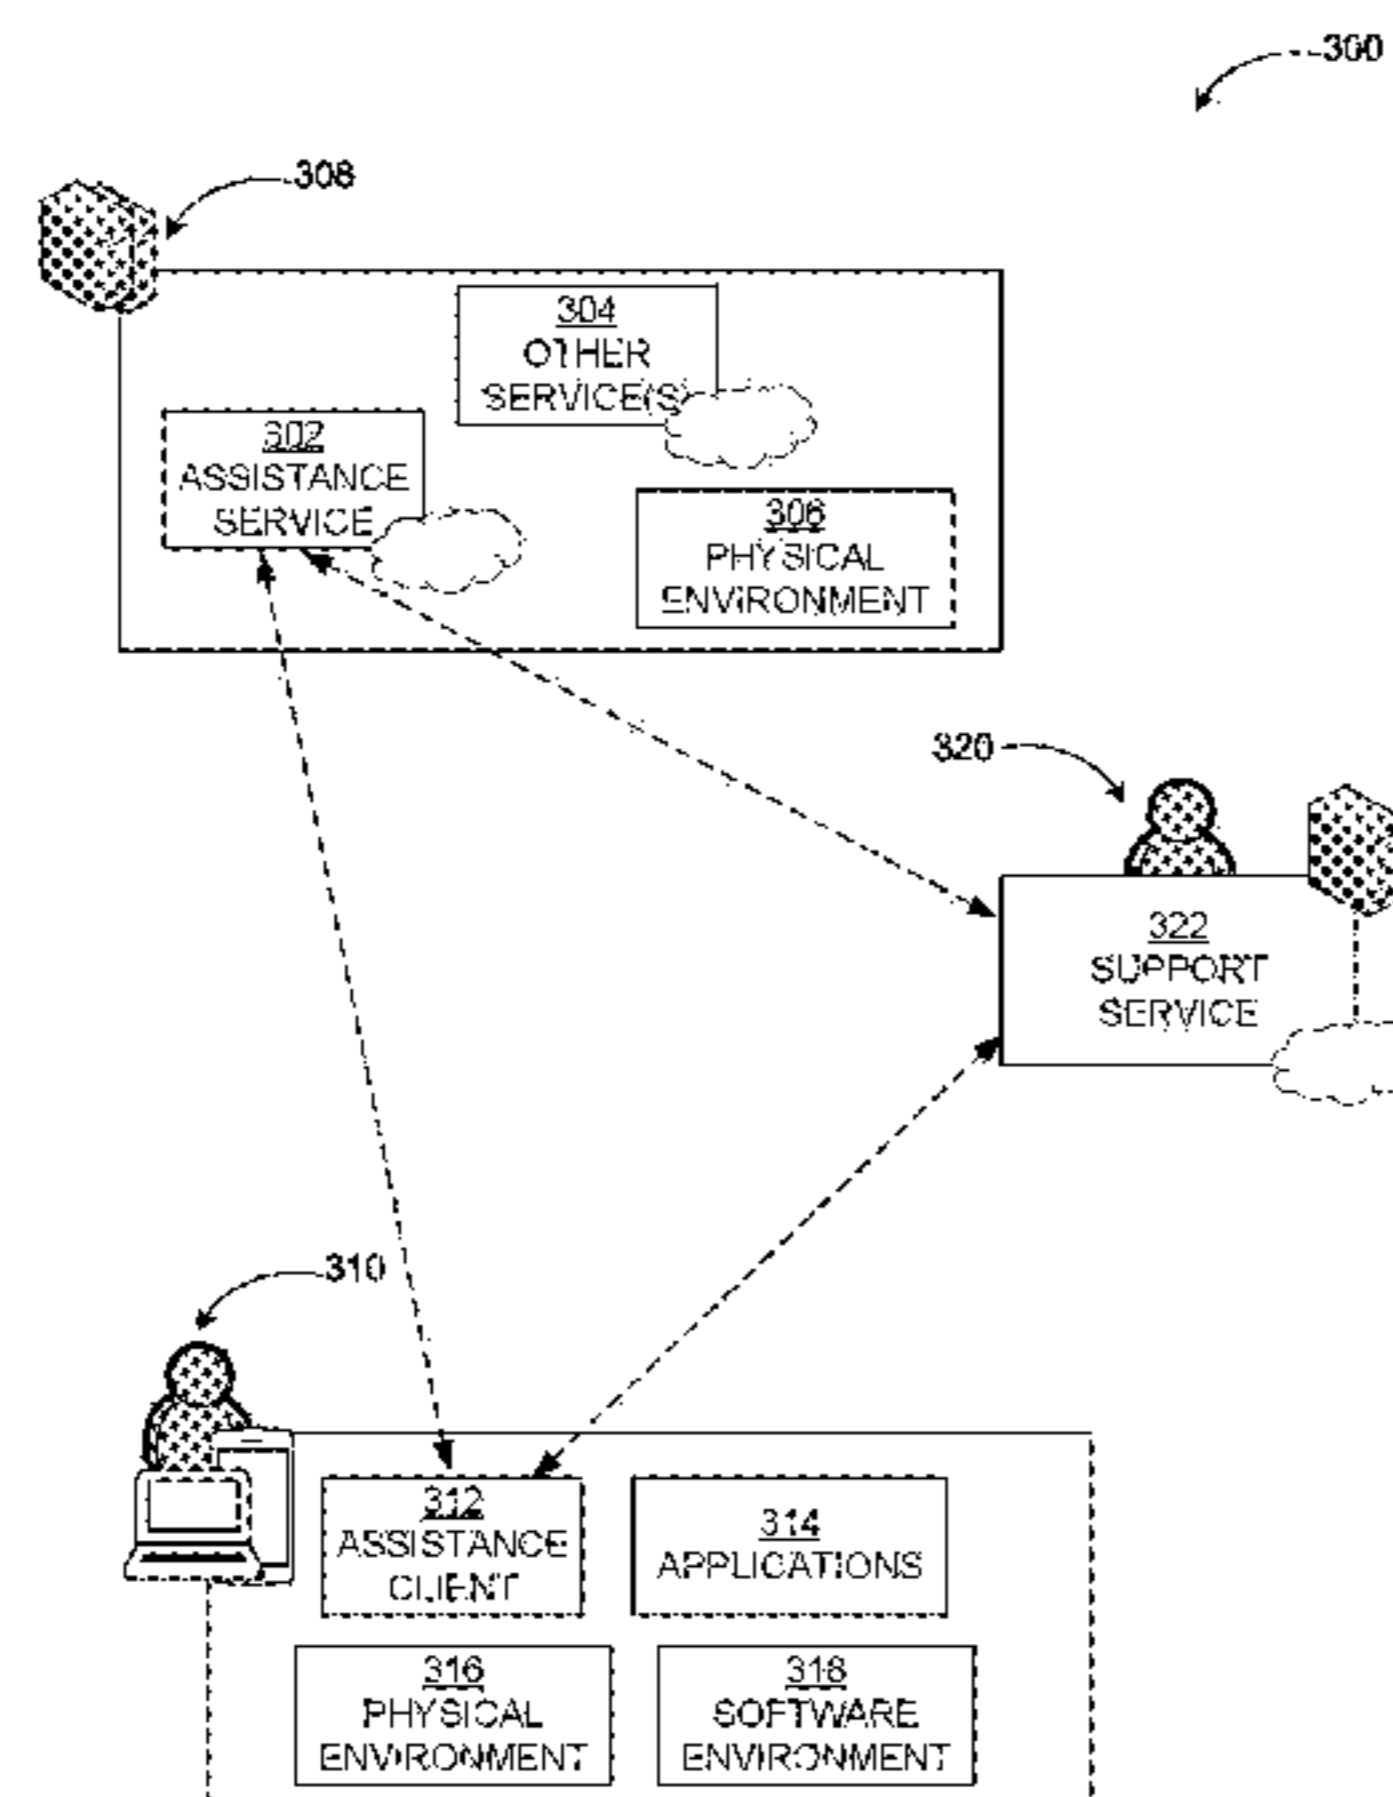 300
308
304
OTHER
SERVICE(S)
302
ASSISTANCE
SERVICE
306
PHYSICAL
ENVIRONMENT
320
322
SUPPORT
SERVICE
310
312
ASSISTANCE
CLIENT
314
APPLICATIONS
316
PHYSICAL
ENVIRONMENT
318
SOFTWARE
ENVIRONMENT